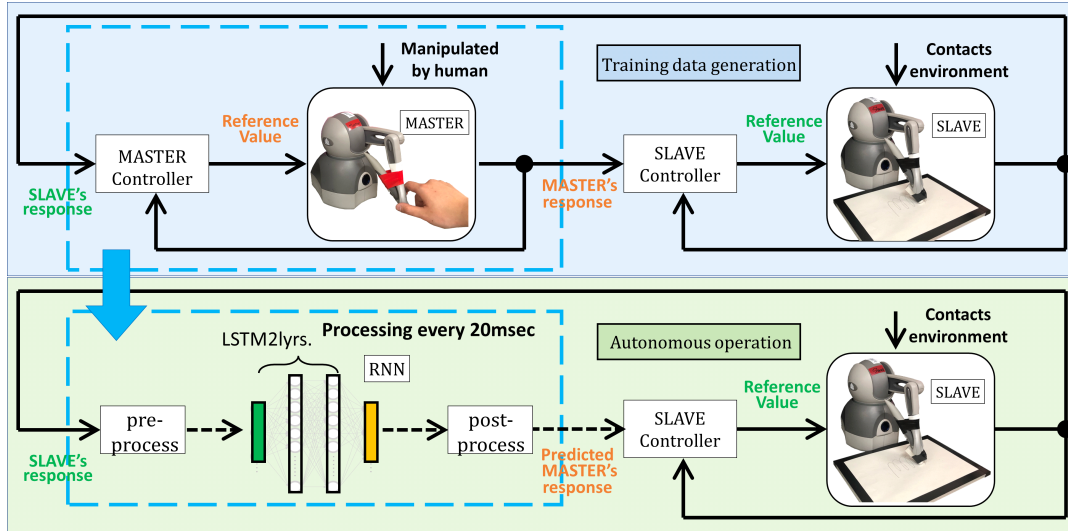 Manipulated
by human
Training data generation
Contacts
environment
Reference
Value
MASTER
Reference
Value
SLAVE
MASTER
Controller
SLAVE
Controller
SLAVE's
response
MASTER's
response
Processing every 20msec
LSTM2lyrs.
RNN
Autonomous operation
Contacts
environment
Reference
Value
SLAVE
pre-
process
post-
process
SLAVE
Controller
SLAVE's
response
Predicted
MASTER's
response